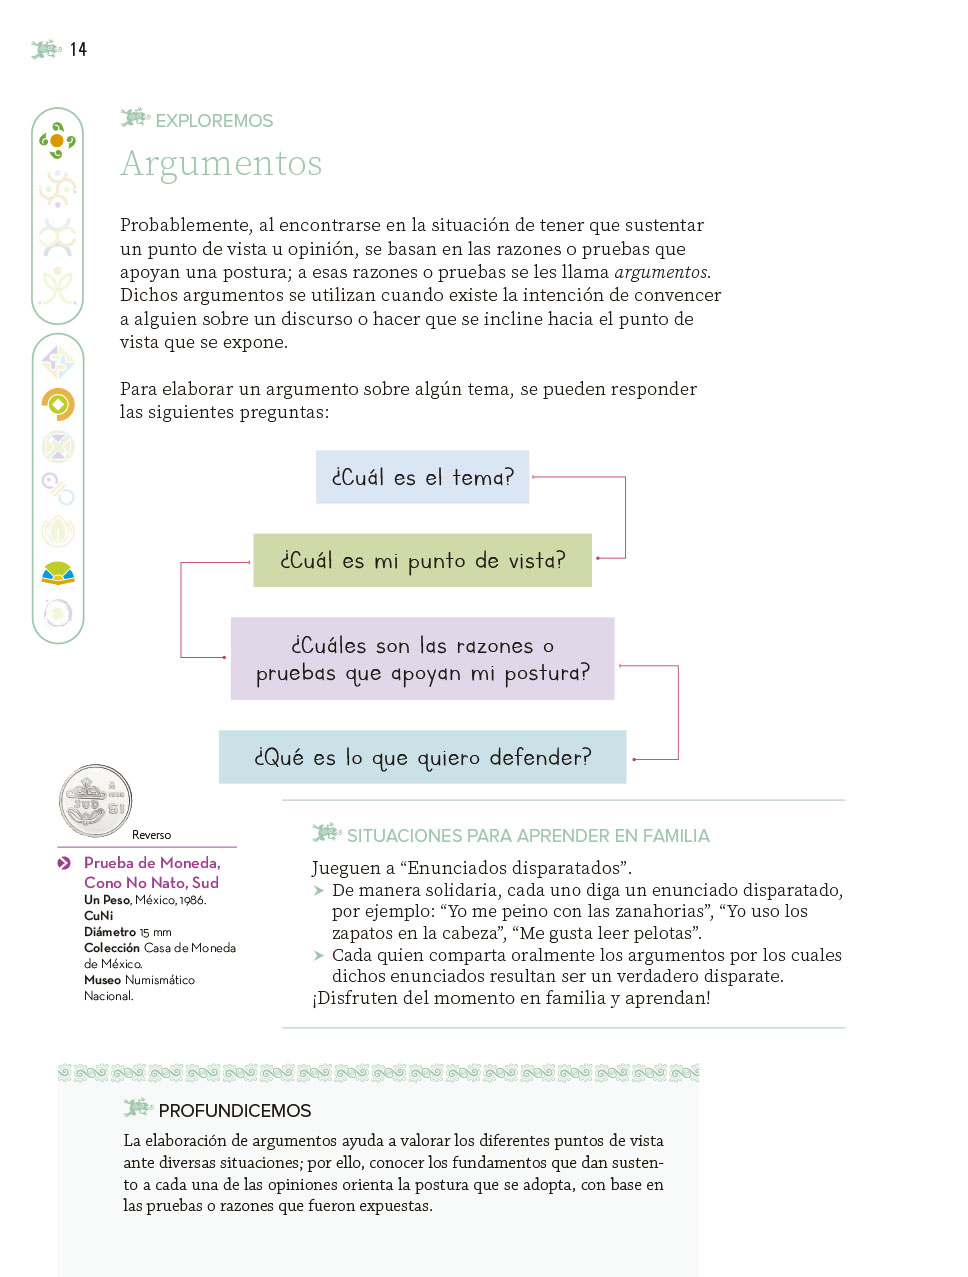 14
EXPLOREMOS
Argumentos
Probablemente, al encontrarse en la situación de tener que sustentar
un punto de vista u opinión, se basan en las razones o pruebas que
apoyan una postura; a esas razones o pruebas se les llama argumentos.
Dichos argumentos se utilizan cuando existe la intención de convencer
a alguien sobre un discurso o hacer que se incline hacia el punto de
vista que se expone.
Para elaborar un argumento sobre algún tema, se pueden responder
las siguientes preguntas:
¿Cuál es el tema?
¿Cuál es mi punto de vista?
¿Cuáles son las razones o
pruebas que apoyan mi postura?
¿Qué es lo que quiero defender?
SUD
$1
Reverso
Prueba de Moneda,
Cono No Nato, Sud
Un Peso, México, 1986.
CuNi
Diámetro 15 mm
Colección Casa de Moneda
de México.
Museo Numismático
Nacional.
SITUACIONES PARA APRENDER EN FAMILIA
Jueguen a “Enunciados disparatados”.
➤ De manera solidaria, cada uno diga un enunciado disparatado,
por ejemplo: “Yo me peino con las zanahorias”, “Yo uso los
zapatos en la cabeza”, “Me gusta leer pelotas”.
➤ Cada quien comparta oralmente los argumentos por los cuales
dichos enunciados resultan ser un verdadero disparate.
¡Disfruten del momento en familia y aprendan!
PROFUNDICEMOS
La elaboración de argumentos ayuda a valorar los diferentes puntos de vista
ante diversas situaciones; por ello, conocer los fundamentos que dan susten-
to a cada una de las opiniones orienta la postura que se adopta, con base en
las pruebas o razones que fueron expuestas.